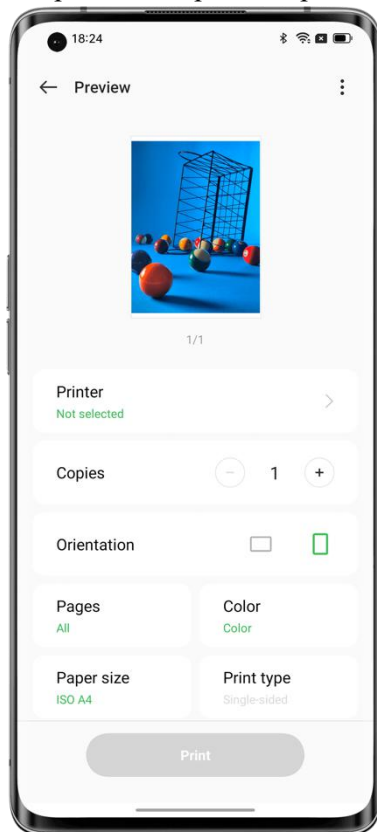 18:24
Preview
1/1
Printer
Not selected
Copies
1
Orientation
Pages
All
Color
Color
Paper size
ISO A4
Print type
Single-sided
Print